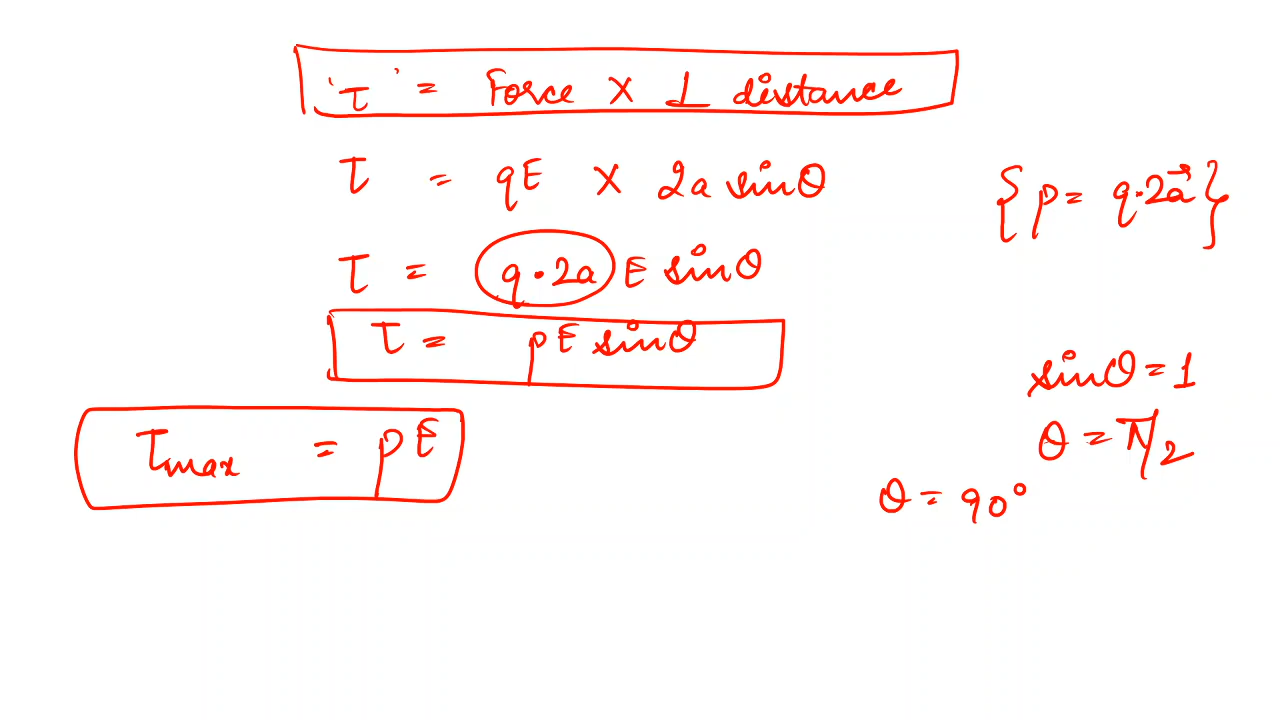 'τ' = Force × ⊥ distance
τ = qE × 2a sinθ
{p = q·2a⃗}
τ = q·2a E sinθ
τ = pE sinθ
sinθ = 1
θ = π/2
τmax = pE
θ = 90°